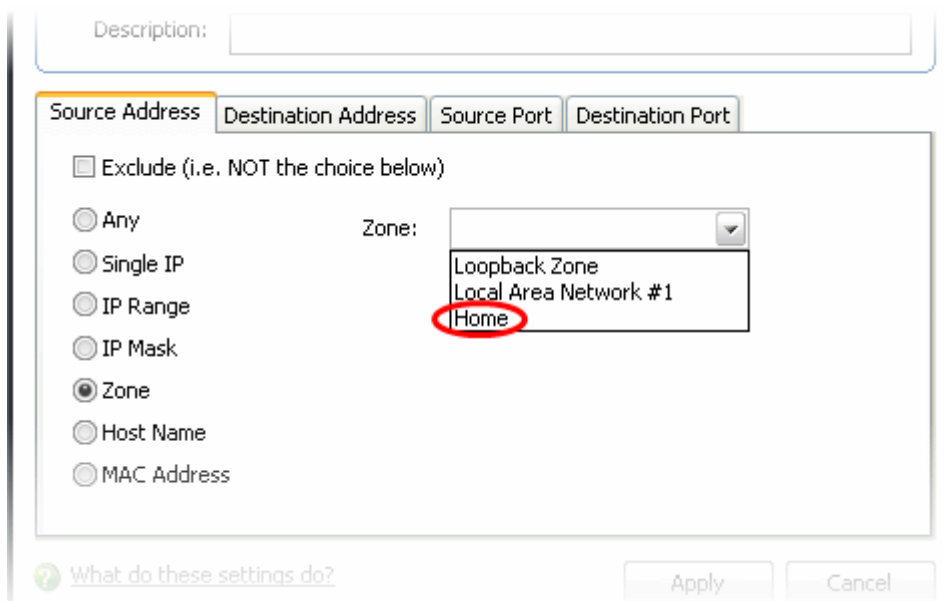 Description:
Source Address Destination Address Source Port Destination Port
Exclude (i.e. NOT the choice below)
Any
Zone:
Single IP
Loopback Zone
Local Area Network #1
IP Range
Home
IP Mask
Zone
Host Name
MAC Address
What do these settings do?
Apply Cancel